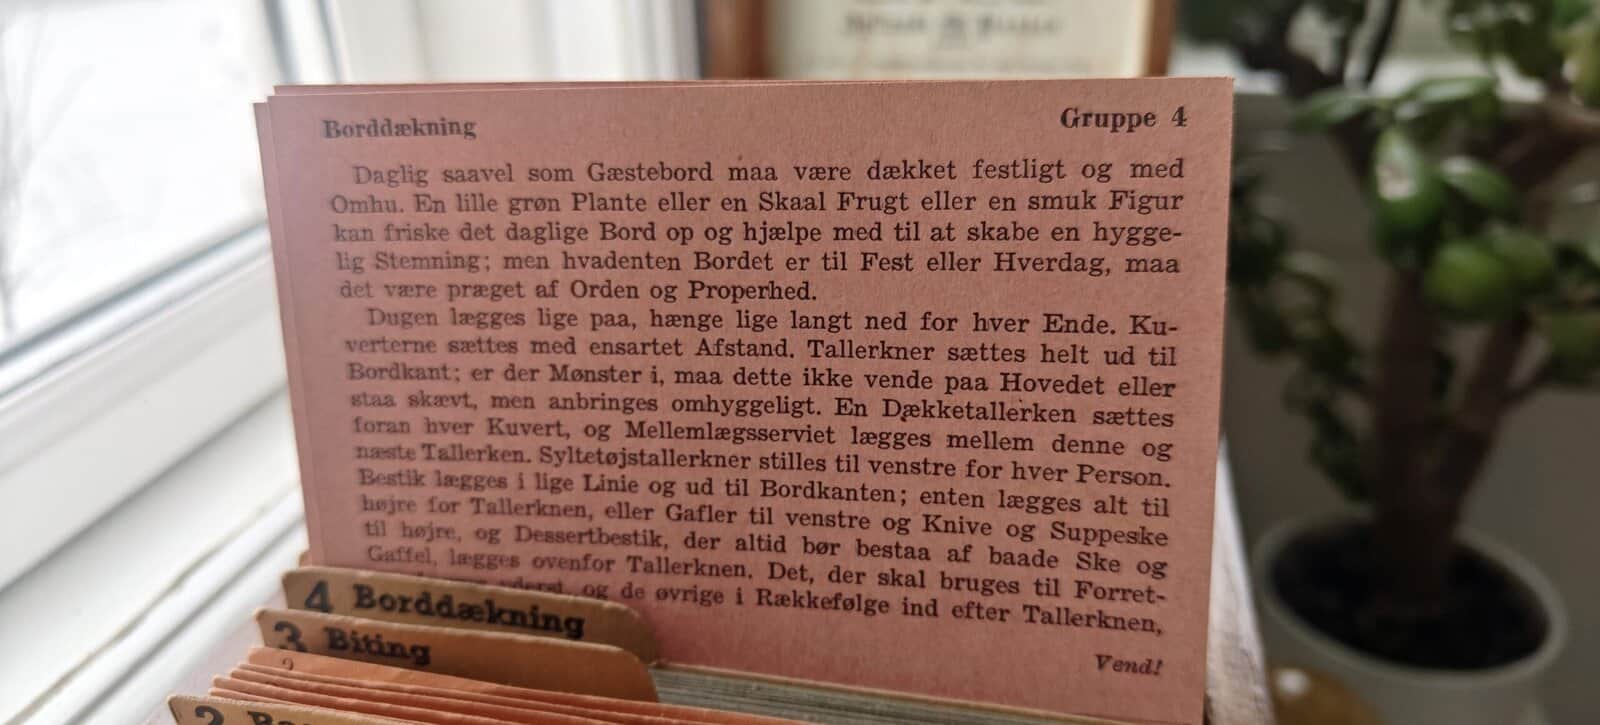 Borddækning
Gruppe 4
Daglig saavel som Gæstebord maa være dækket festligt og med
Omhu. En lille grøn Plante eller en Skaal Frugt eller en smuk Figur
kan friske det daglige Bord op og hjælpe med til at skabe en hygge-
lig Stemning; men hvadenten Bordet er til Fest eller Hverdag, maa
det være præget af Orden og Properhed.
Dugen lægges lige paa, hænge lige langt ned for hver Ende. Ku-
verterne sættes med ensartet Afstand. Tallerkner sættes helt ud til
Bordkant; er der Mønster i, maa dette ikke vende paa Hovedet eller
staa skævt, men anbringes omhyggeligt. En Dækketallerken sættes
foran hver Kuvert, og Mellemlægsserviet lægges mellem denne og
næste Tallerken. Syltetøjstallerkner stilles til venstre for hver Person.
Bestik lægges i lige Linie og ud til Bordkanten; enten lægges alt til
højre for Tallerknen, eller Gafler til venstre og Knive og Suppeske
til højre, og Dessertbestik, der altid bør bestaa af baade Ske og
Gaffel, lægges ovenfor Tallerknen. Det, der skal bruges til Forret-
yderst, og de øvrige i Rækkefølge ind efter Tallerknen,
Vend!
4 Borddækning
3 Biting
2